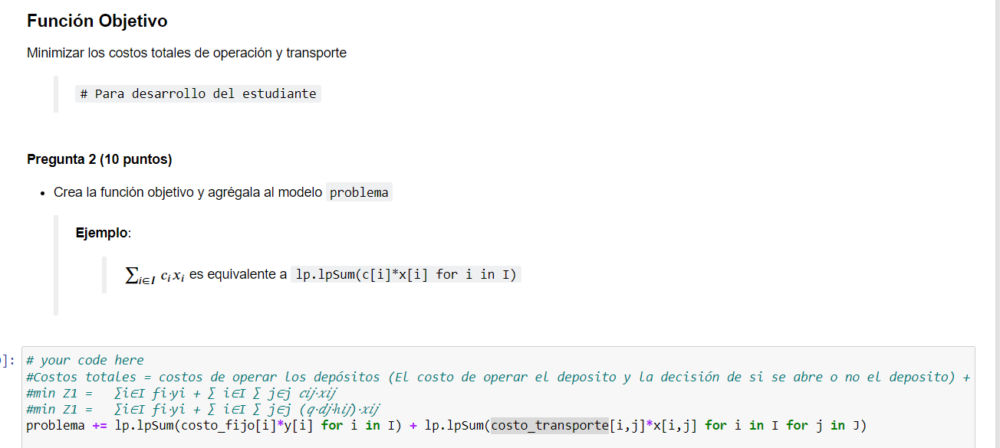 Función Objetivo
Minimizar los costos totales de operación y transporte
# Para desarrollo del estudiante
Pregunta 2 (10 puntos)
• Crea la función objetivo y agrégala al modelo problema
Ejemplo:
∑i∈I cixi es equivalente a lp.lpSum(c[i]*x[i] for i in I)
]: # your code here
#Costos totales = costos de operar los depósitos (El costo de operar el deposito y la decisión de si se abre o no el deposito) +
#min Z1 =   ∑i∈I fi·yi + ∑ i∈I ∑ j∈j cij·xij
#min Z1 =   ∑i∈I fi·yi + ∑ i∈I ∑ j∈j (q·dj·hij)·xij
problema += lp.lpSum(costo_fijo[i]*y[i] for i in I) + lp.lpSum(costo_transporte[i,j]*x[i,j] for i in I for j in J)